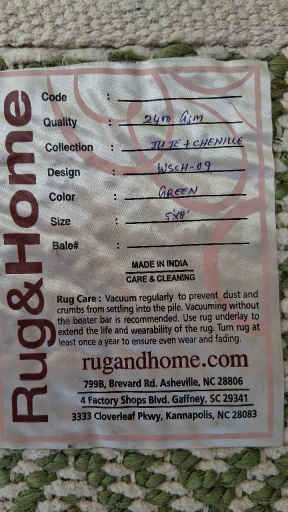 Rug&Home
Code :
Quality : 2400 GSM
Collection : JUTE + CHENILLE
Design : WSCH-09
Color : GREEN
Size : 5'x8'
Bale# :
MADE IN INDIA
CARE & CLEANING
Rug Care : Vacuum regularly to prevent dust and
crumbs from settling into the pile. Vacuuming without
the beater bar is recommended. Use rug underlay to
extend the life and wearability of the rug. Turn rug at
least once a year to ensure even wear and fading.
rugandhome.com
799B, Brevard Rd. Asheville, NC 28806
4 Factory Shops Blvd. Gaffney, SC 29341
3333 Cloverleaf Pkwy, Kannapolis, NC 28083